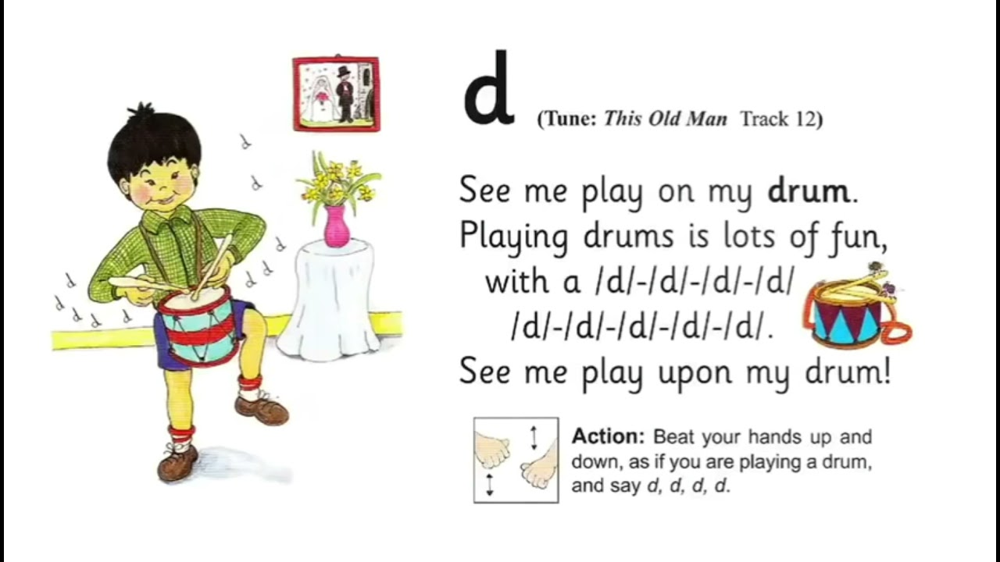 d
(Tune: This Old Man Track 12)
See me play on my drum.
Playing drums is lots of fun,
with a /d/-/d/-/d/-/d/
/d/-/d/-/d/-/d/-/d/.
See me play upon my drum!
Action: Beat your hands up and
down, as if you are playing a drum,
and say d, d, d, d.
d
d
d
d
d
d
d
d
d
d